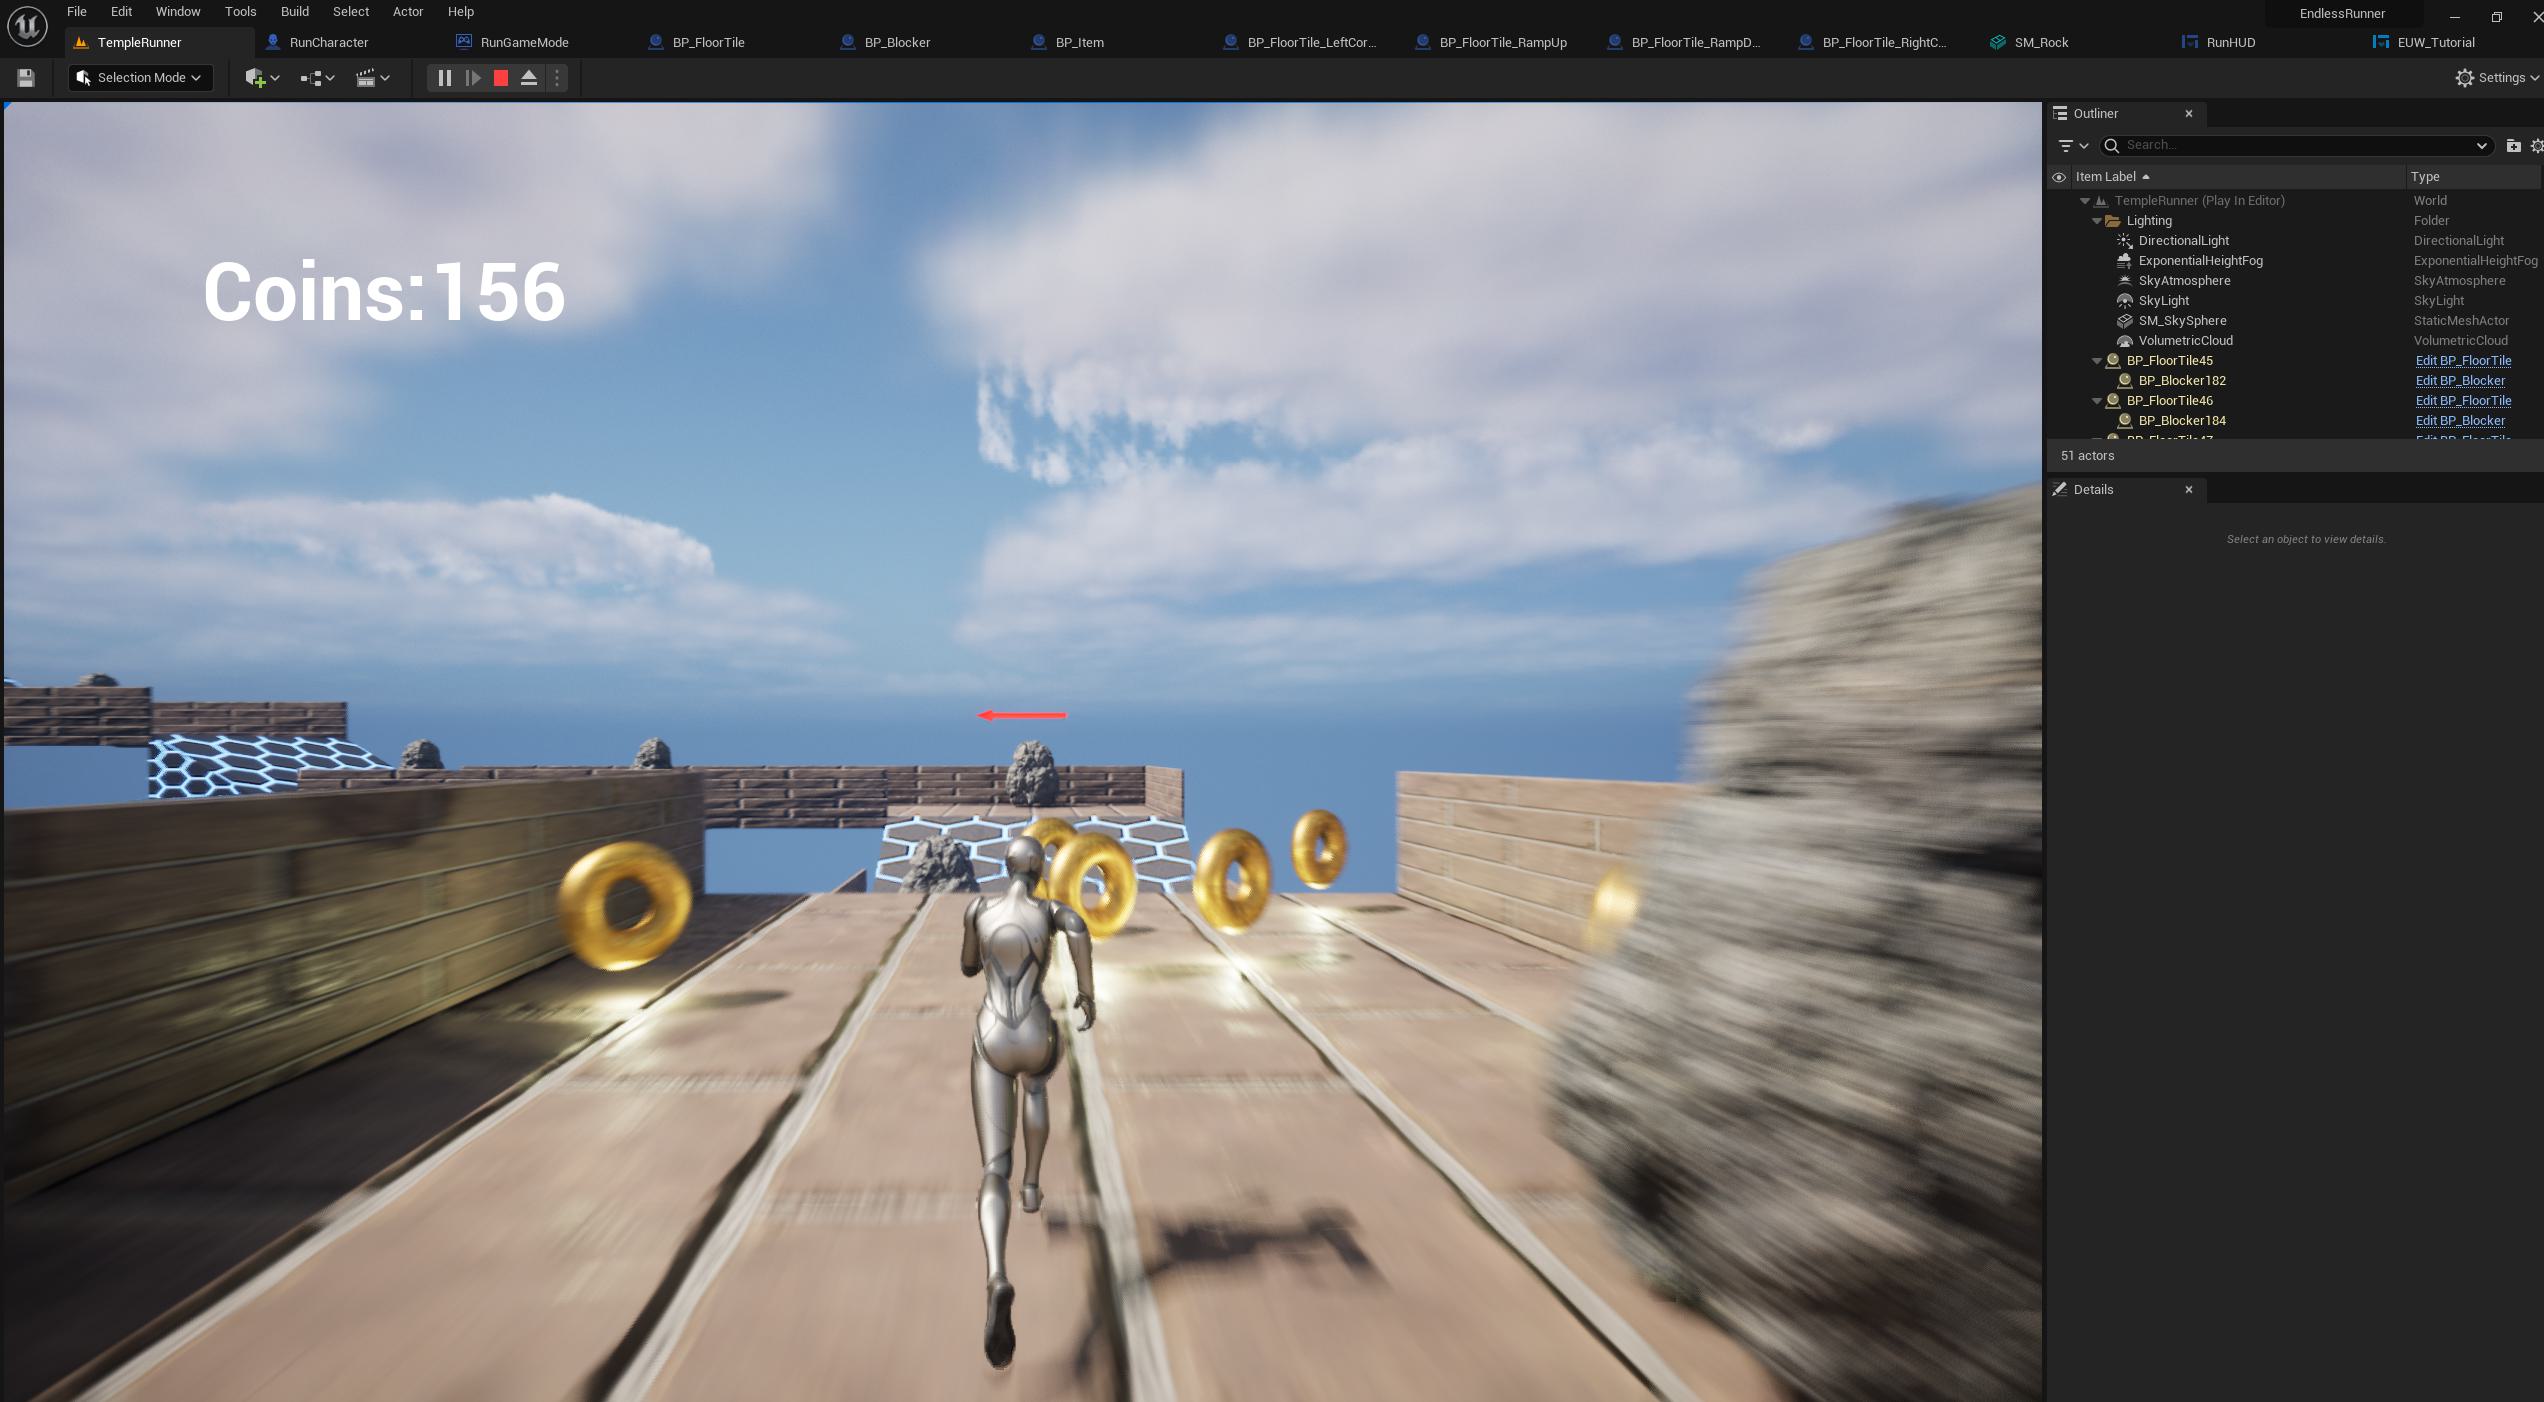 File Edit Window Tools Build Select Actor Help
EndlessRunner
TempleRunner RunCharacter RunGameMode BP_FloorTile BP_Blocker BP_Item BP_FloorTile_LeftCor... BP_FloorTile_RampUp BP_FloorTile_RampD... BP_FloorTile_RightC... SM_Rock RunHUD EUW_Tutorial
Selection Mode
Settings
Coins:156
Outliner
Search...
Item Label Type
TempleRunner (Play In Editor) World
Lighting Folder
DirectionalLight DirectionalLight
ExponentialHeightFog ExponentialHeightFog
SkyAtmosphere SkyAtmosphere
SkyLight SkyLight
SM_SkySphere StaticMeshActor
VolumetricCloud VolumetricCloud
BP_FloorTile45 Edit BP_FloorTile
BP_Blocker182 Edit BP_Blocker
BP_FloorTile46 Edit BP_FloorTile
BP_Blocker184 Edit BP_Blocker
51 actors
Details
Select an object to view details.